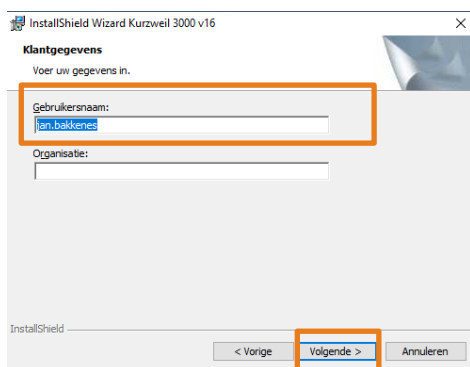 InstallShield Wizard Kurzweil 3000 v16
Klantgegevens
Voer uw gegevens in.
Gebruikersnaam:
jan.bakkenes
Organisatie:
InstallShield
< Vorige
Volgende >
Annuleren